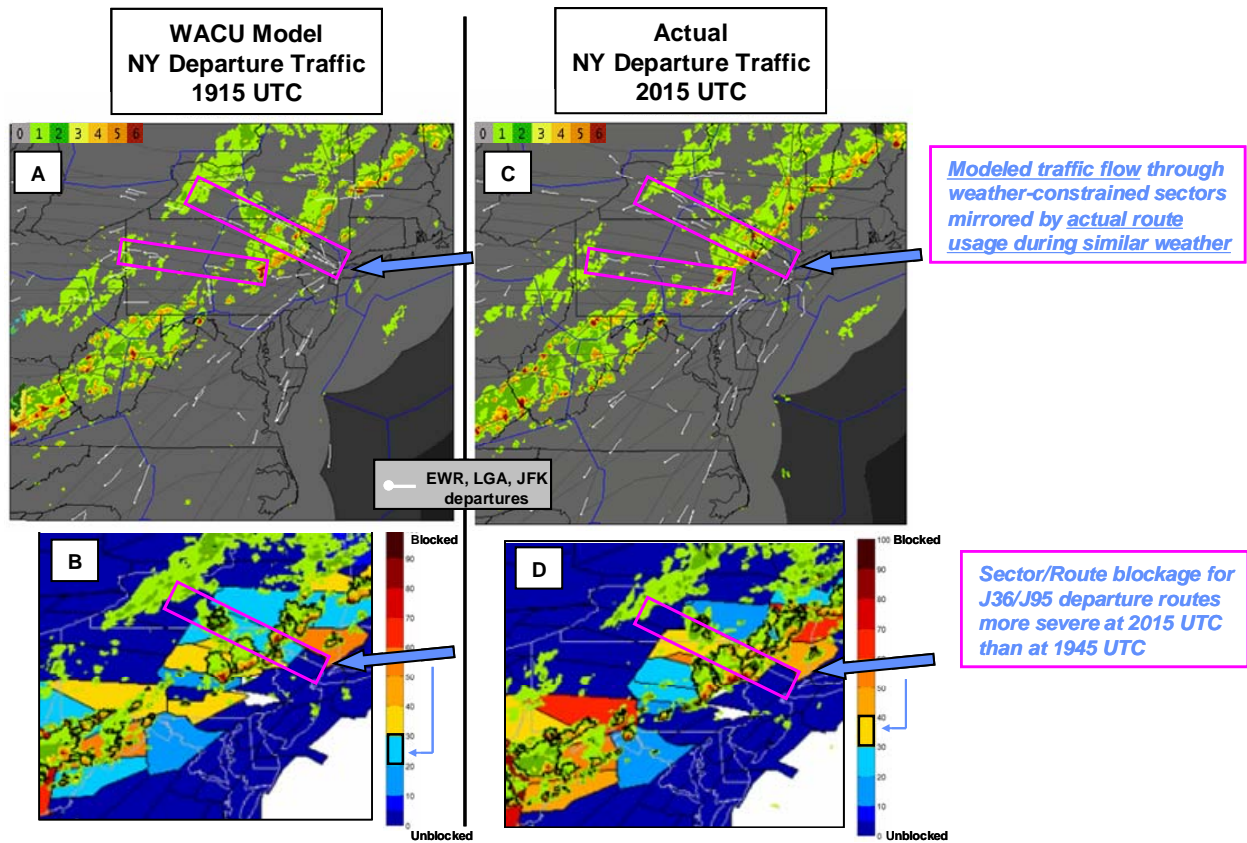 WACU Model
NY Departure Traffic
1915 UTC
Actual
NY Departure Traffic
2015 UTC
0 1 2 3 4 5 6
A
0 1 2 3 4 5 6
C
Modeled traffic flow through
weather-constrained sectors
mirrored by actual route
usage during similar weather
EWR, LGA, JFK
departures
B
Blocked
90
80
70
60
50
40
30
20
10
0
Unblocked
D
100
Blocked
90
80
70
60
50
40
30
20
10
0
Unblocked
Sector/Route blockage for
J36/J95 departure routes
more severe at 2015 UTC
than at 1945 UTC